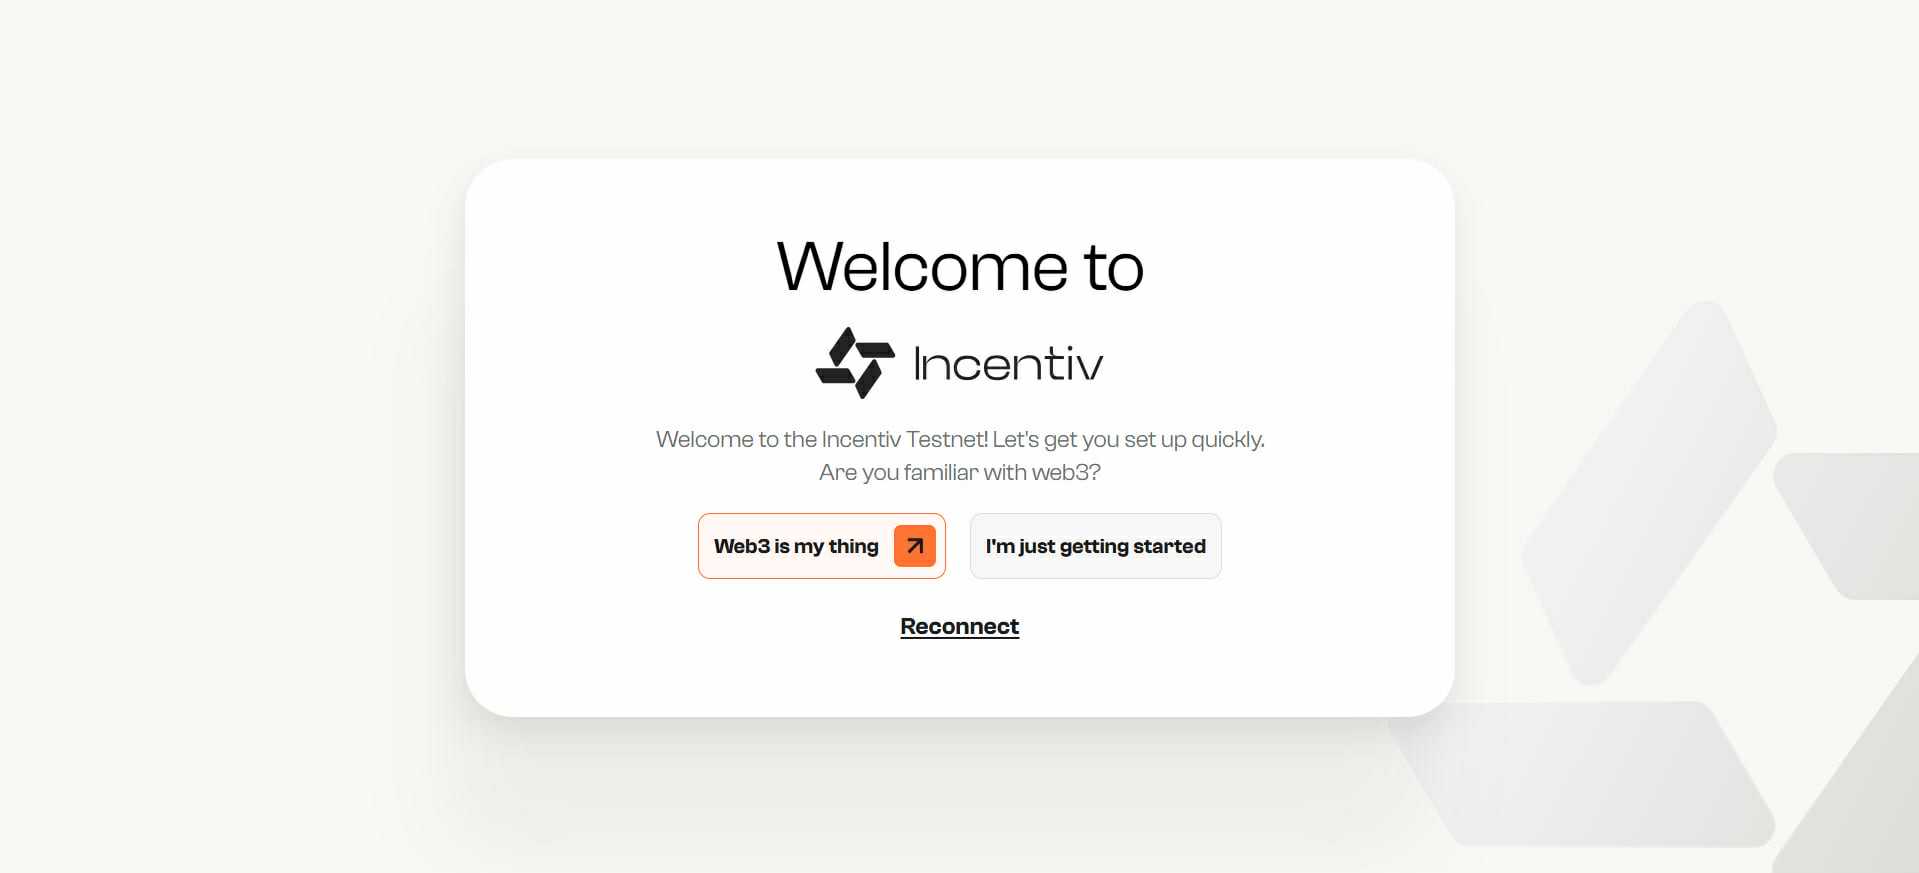 Welcome to
Incentiv
Welcome to the Incentiv Testnet! Let's get you set up quickly.
Are you familiar with web3?
Web3 is my thing
I'm just getting started
Reconnect